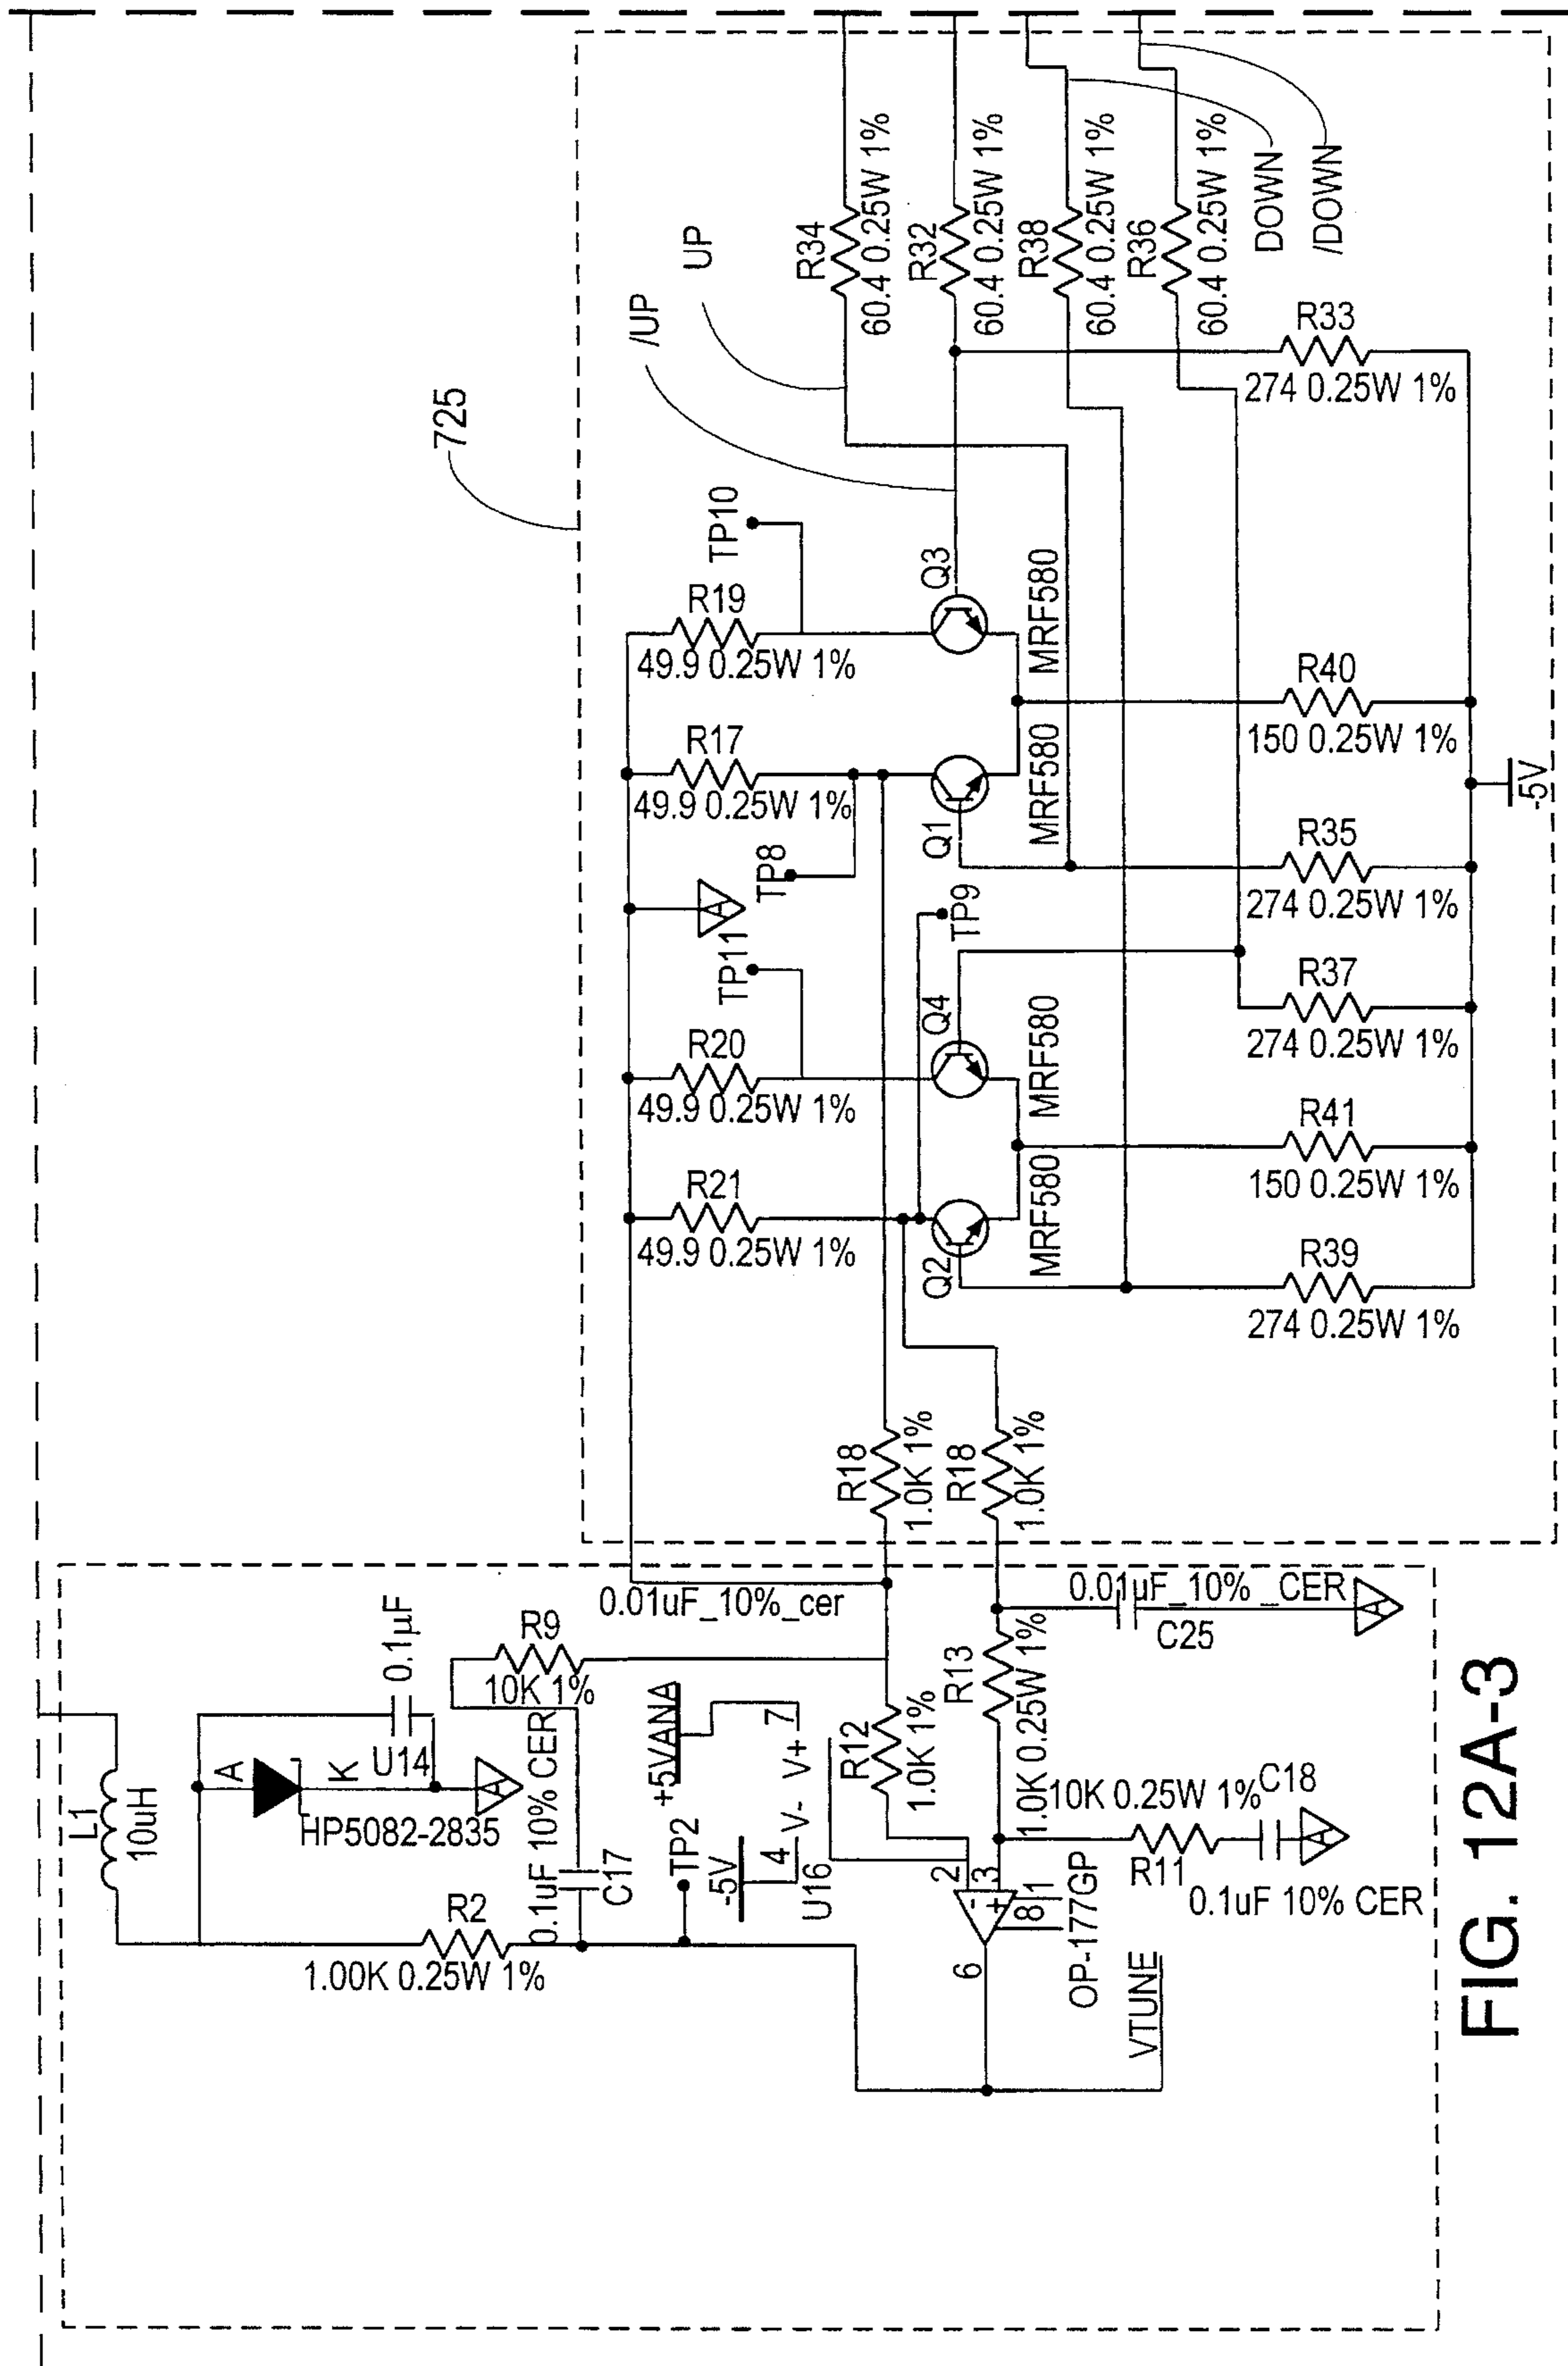 725
/UP
UP
R34
60.4 0.25W 1%
R32
60.4 0.25W 1%
R38
60.4 0.25W 1%
R36
60.4 0.25W 1%
DOWN
/DOWN
R33
274 0.25W 1%
TP10
R19
49.9 0.25W 1%
Q3
MRF580
R17
49.9 0.25W 1%
TP8
Q1
MRF580
R40
150 0.25W 1%
-5V
R35
274 0.25W 1%
A
TP11
TP9
R20
49.9 0.25W 1%
Q4
MRF580
R37
274 0.25W 1%
R21
49.9 0.25W 1%
Q2
MRF580
R41
150 0.25W 1%
R39
274 0.25W 1%
R18
1.0K 1%
R18
1.0K 1%
0.01uF_10%_cer
0.01µF_10%_CER
C25
A
L1
10uH
A
K
U14
0.1µF
HP5082-2835
A
R9
10K 1%
0.1uF 10% CER
C17
R2
1.00K 0.25W 1%
TP2
+5VANA
-5V
4
V-
V+
7
U16
R12
1.0K 1%
R13
1.0K 0.25W 1%
2
3
-
+
8
1
6
OP-177GP
10K 0.25W 1%
R11
C18
0.1uF 10% CER
A
VTUNE
FIG. 12A-3